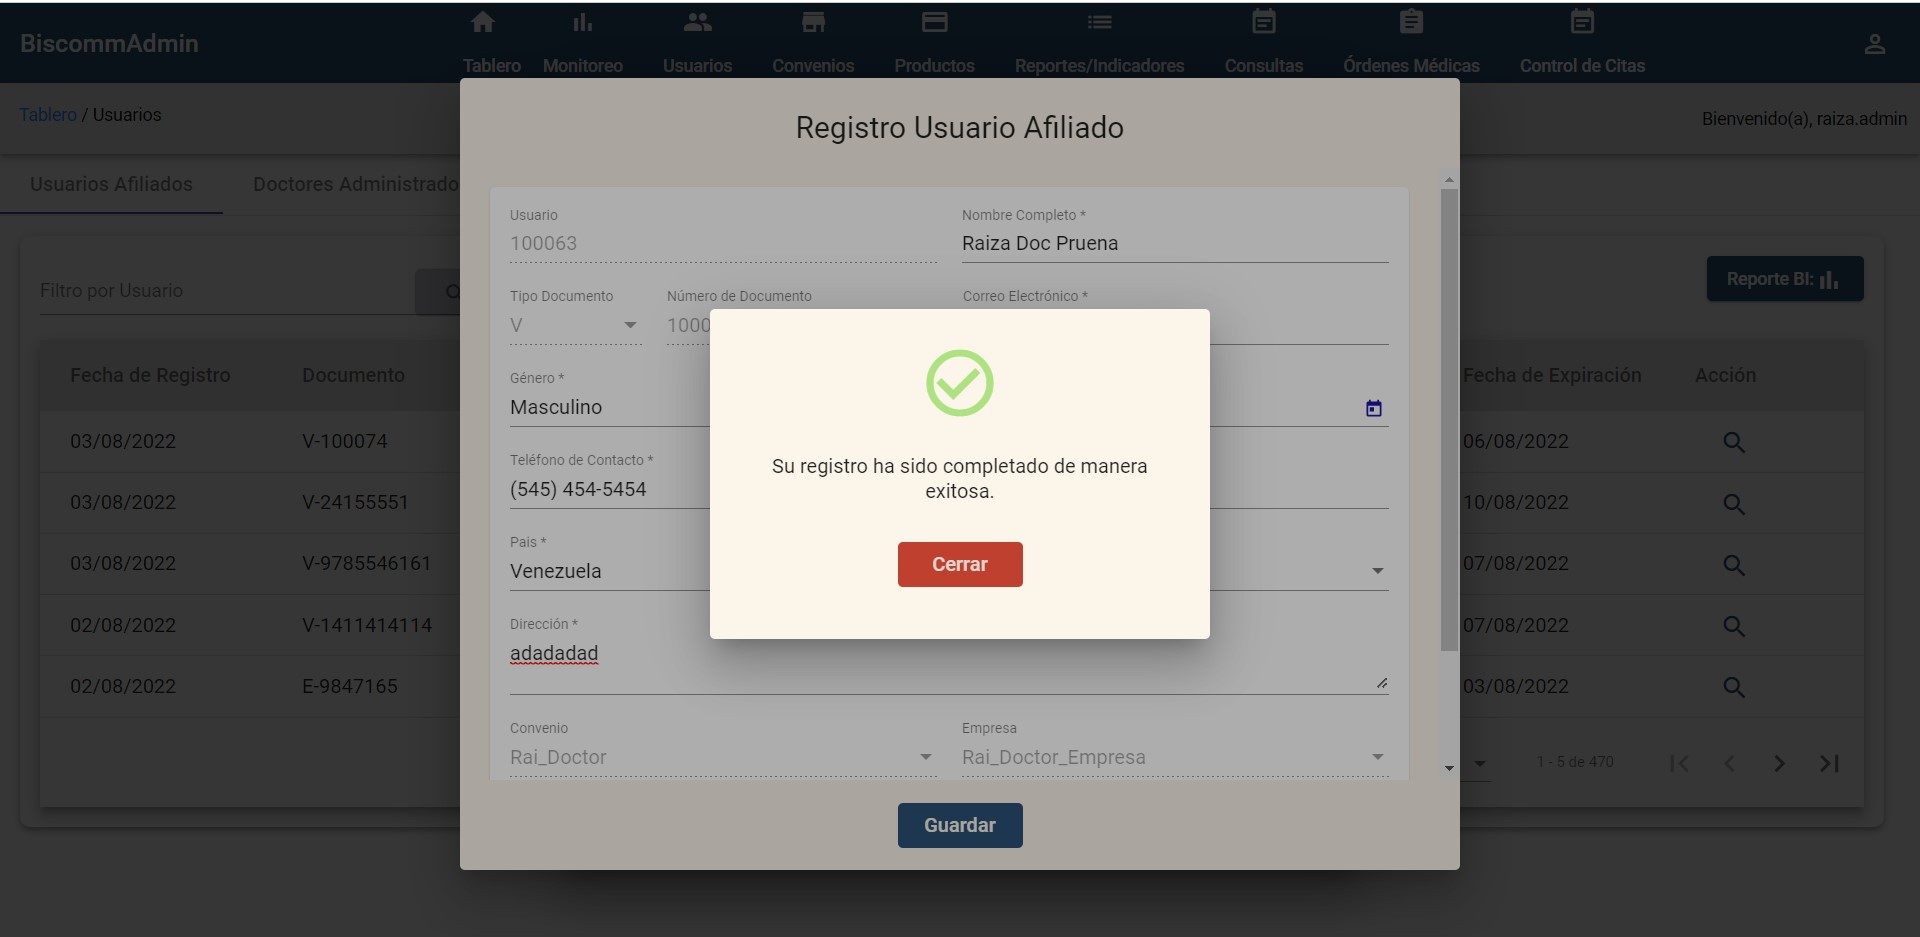 BiscommAdmin
Tablero Monitoreo Usuarios Convenios Productos Reportes/Indicadores Consultas Órdenes Médicas Control de Citas
Tablero / Usuarios
Bienvenido(a), raiza.admin
Usuarios Afiliados
Doctores Administrado
Filtro por Usuario
Reporte BI:
Fecha de Registro Documento Fecha de Expiración Acción
03/08/2022 V-100074 06/08/2022
03/08/2022 V-24155551 10/08/2022
03/08/2022 V-9785546161 07/08/2022
02/08/2022 V-1411414114 07/08/2022
02/08/2022 E-9847165 03/08/2022
1 - 5 de 470
Registro Usuario Afiliado
Usuario
100063
Nombre Completo *
Raiza Doc Pruena
Tipo Documento
V
Número de Documento
1000
Correo Electrónico *
Género *
Masculino
Teléfono de Contacto *
(545) 454-5454
Pais *
Venezuela
Dirección *
adadadad
Convenio
Rai_Doctor
Empresa
Rai_Doctor_Empresa
Guardar
Su registro ha sido completado de manera
exitosa.
Cerrar